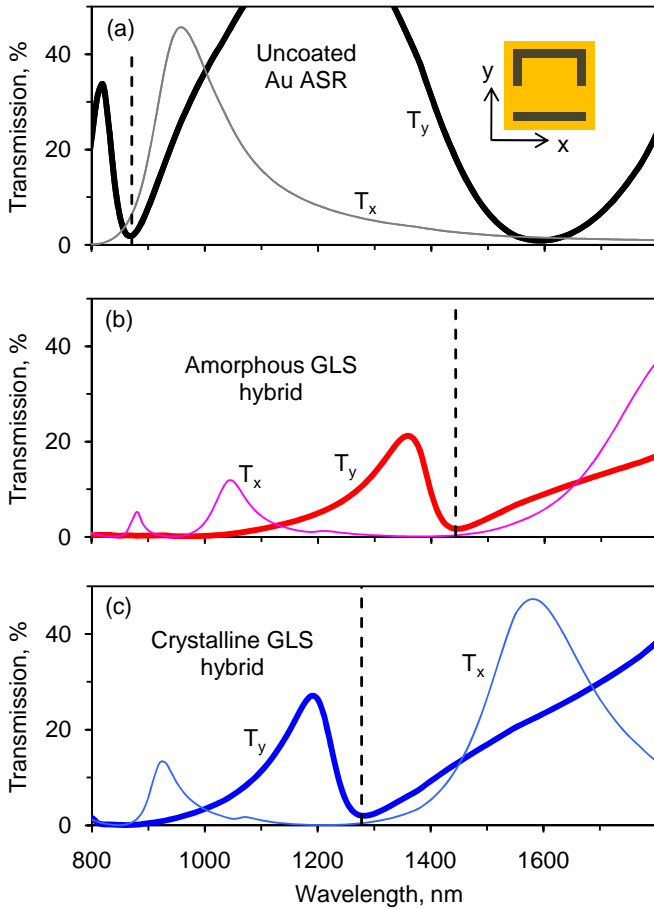 (a)
Uncoated
Au ASR
y
x
T_y
T_x
Transmission, %
40
20
0
(b)
Amorphous GLS
hybrid
T_x
T_y
Transmission, %
40
20
0
(c)
Crystalline GLS
hybrid
T_y
T_x
Transmission, %
40
20
0
800 1000 1200 1400 1600
Wavelength, nm